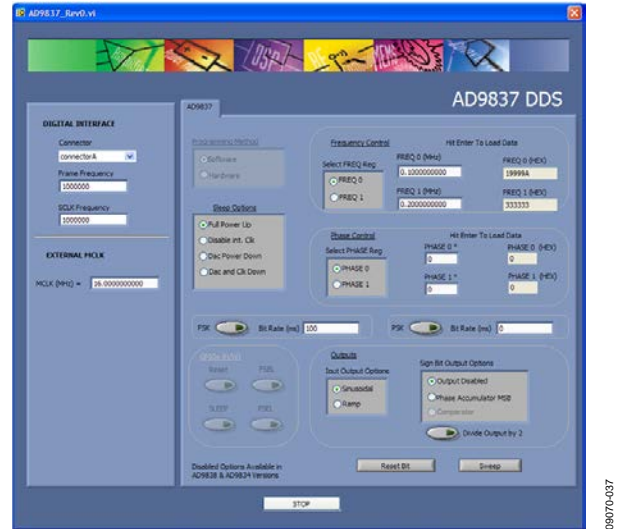 AD9837_Rev0.vi
DSP
RF
MEMS
AD9837 DDS
DIGITAL INTERFACE
Connector
connectorA
Frame Frequency
1000000
SCLK Frequency
1000000
EXTERNAL MCLK
MCLK (MHz) = 16.0000000000
AD9837
Programming Method
Software
Hardware
Sleep Options
Full Power Up
Disable int. Clk
Dac Power Down
Dac and Clk Down
Frequency Control
Hit Enter To Load Data
Select FREQ Reg
FREQ 0
FREQ 1
FREQ 0 (MHz)
0.1000000000
FREQ 0 (HEX)
19999A
FREQ 1 (MHz)
0.2000000000
FREQ 1 (HEX)
333333
Phase Control
Hit Enter To Load Data
Select PHASE Reg
PHASE 0
PHASE 1
PHASE 0 °
0
PHASE 0 (HEX)
0
PHASE 1 °
0
PHASE 1 (HEX)
0
FSK
Bit Rate (ns) 100
PSK
Bit Rate (ns) 0
Reset
FSEL
SLEEP
PSEL
Outputs
Iout Output Options
Sinusoidal
Ramp
Sign Bit Output Options
Output Disabled
Phase Accumulator MSB
Comparator
Divide Output by 2
Disabled Options Available in
AD9838 & AD9834 Versions
Reset Bit
Sweep
STOP
09070-037